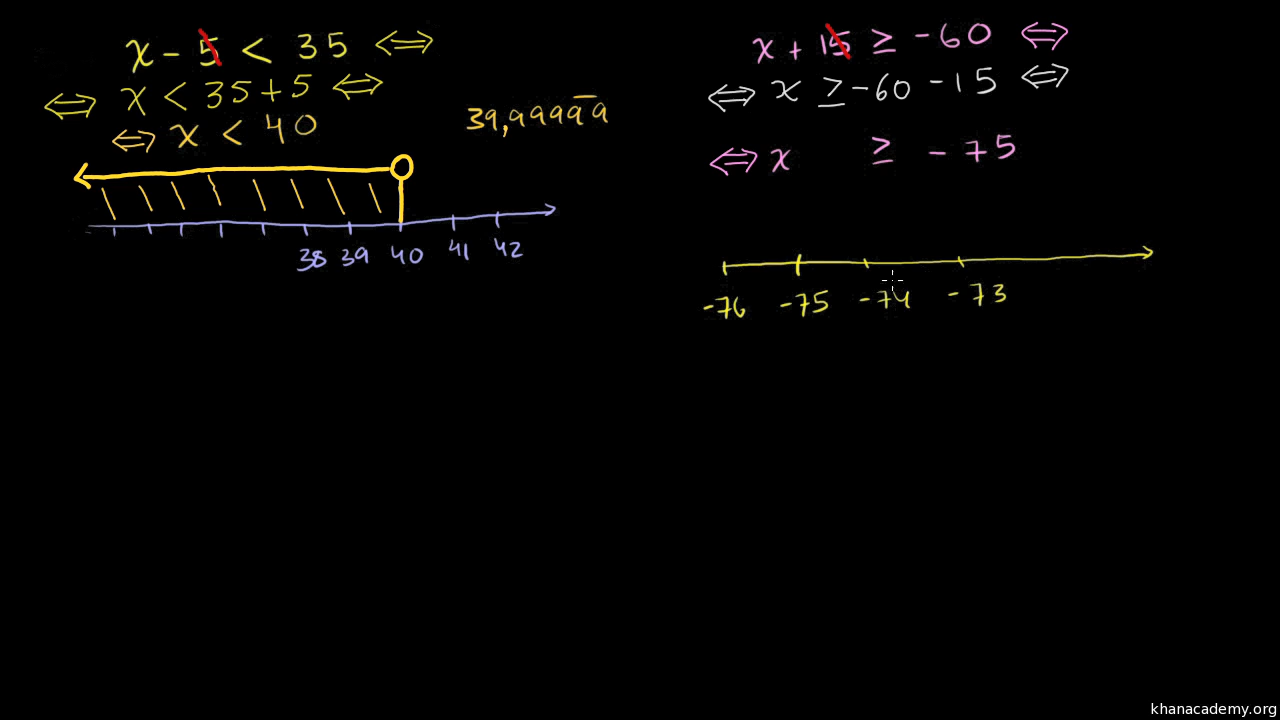 x - 5 < 35 ⟺
⟺ x < 35 + 5 ⟺
⟺ x < 40
39,9999̅9
38 39 40 41 42
x + 15 ≥ -60 ⟺
⟺ x ≥ -60 - 15 ⟺
⟺ x ≥ -75
-76 -75 -74 -73
khanacademy.org